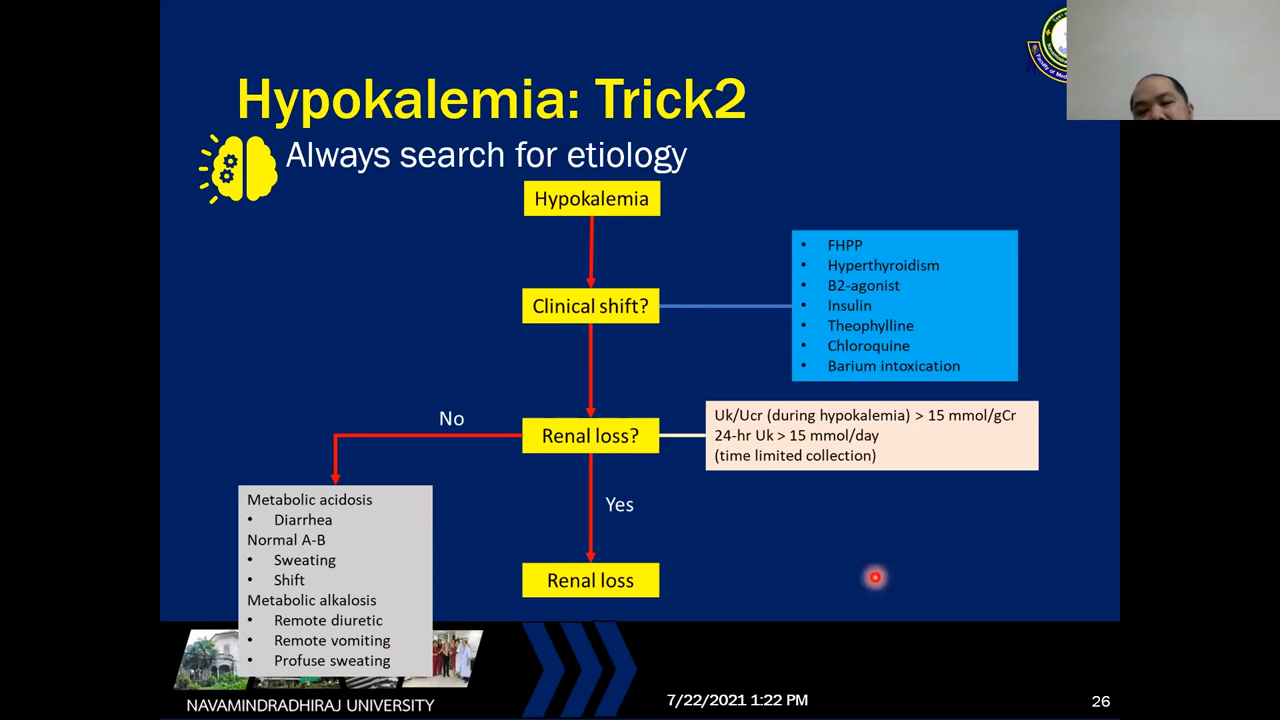 Hypokalemia: Trick2
Always search for etiology
Hypokalemia
Clinical shift?
• FHPP
• Hyperthyroidism
• B2-agonist
• Insulin
• Theophylline
• Chloroquine
• Barium intoxication
Renal loss?
Uk/Ucr (during hypokalemia) > 15 mmol/gCr
24-hr Uk > 15 mmol/day
(time limited collection)
No
Yes
Metabolic acidosis
• Diarrhea
Normal A-B
• Sweating
• Shift
Metabolic alkalosis
• Remote diuretic
• Remote vomiting
• Profuse sweating
Renal loss
NAVAMINDRADHIRAJ UNIVERSITY
7/22/2021 1:22 PM
26